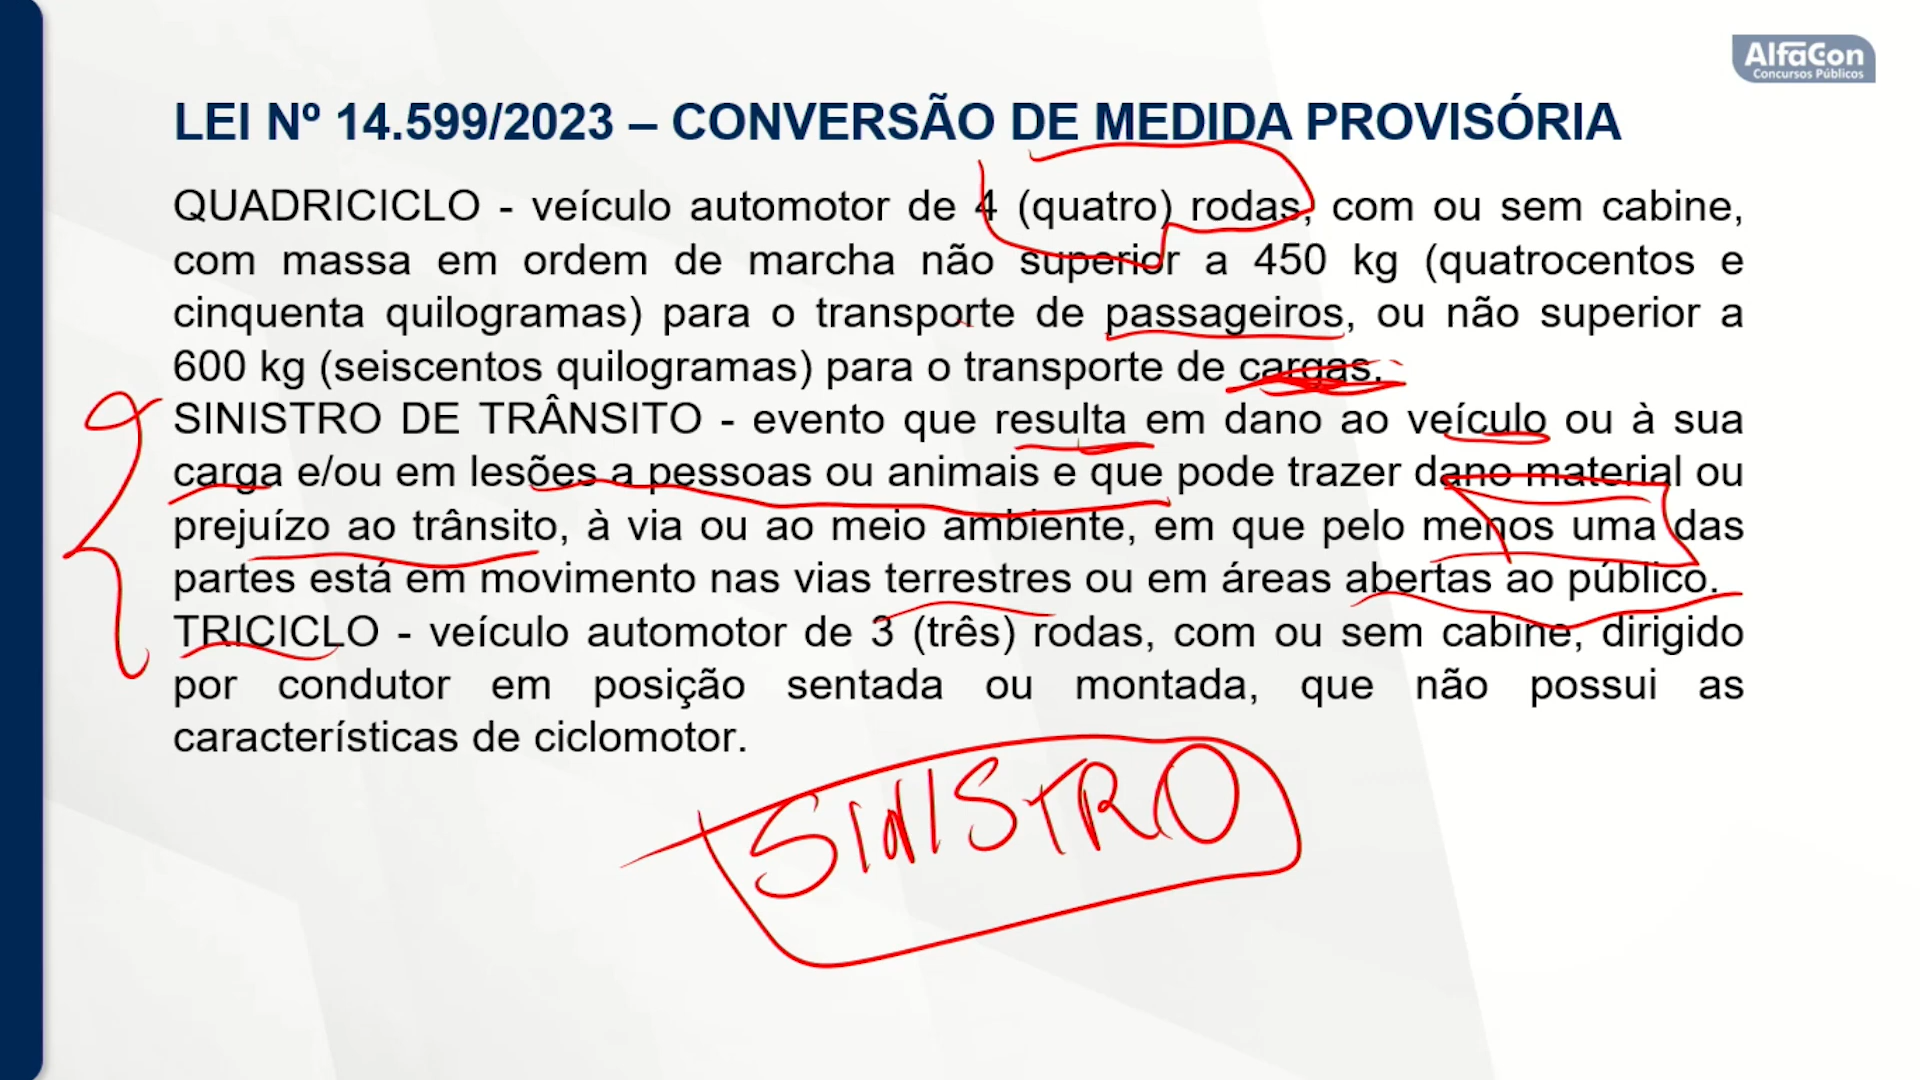 AlfaCon
Concursos Públicos
LEI Nº 14.599/2023 – CONVERSÃO DE MEDIDA PROVISÓRIA
QUADRICICLO - veículo automotor de 4 (quatro) rodas, com ou sem cabine,
com massa em ordem de marcha não superior a 450 kg (quatrocentos e
cinquenta quilogramas) para o transporte de passageiros, ou não superior a
600 kg (seiscentos quilogramas) para o transporte de cargas.
SINISTRO DE TRÂNSITO - evento que resulta em dano ao veículo ou à sua
carga e/ou em lesões a pessoas ou animais e que pode trazer dano material ou
prejuízo ao trânsito, à via ou ao meio ambiente, em que pelo menos uma das
partes está em movimento nas vias terrestres ou em áreas abertas ao público.
TRICICLO - veículo automotor de 3 (três) rodas, com ou sem cabine, dirigido
por condutor em posição sentada ou montada, que não possui as
características de ciclomotor.
SINISTRO